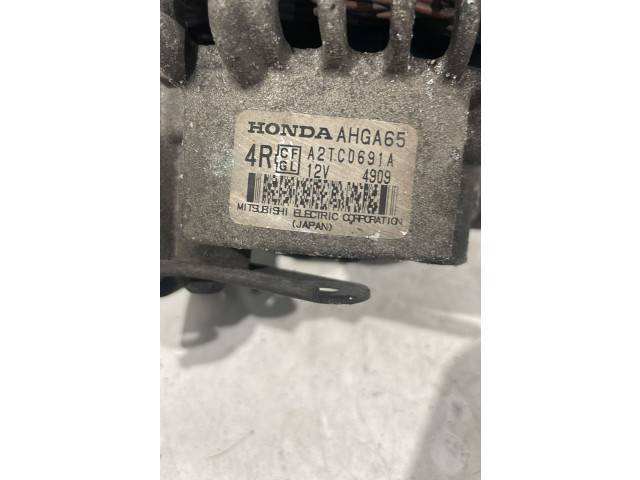 HONDA AHGA65
4R CF GL A2TC0691A
12V 4909
MITSUBISHI ELECTRIC CORPORATION
(JAPAN)